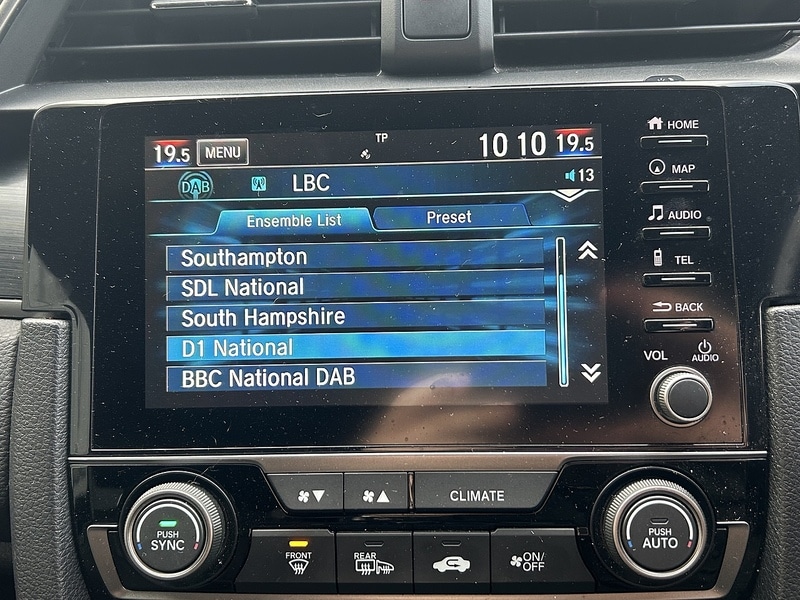 TP
19.5 MENU 10 10 19.5
DAB LBC 13
Ensemble List Preset
Southampton
SDL National
South Hampshire
D1 National
BBC National DAB
HOME
MAP
AUDIO
TEL
BACK
VOL AUDIO
CLIMATE
PUSH
SYNC
FRONT
REAR
ON/
OFF
PUSH
AUTO